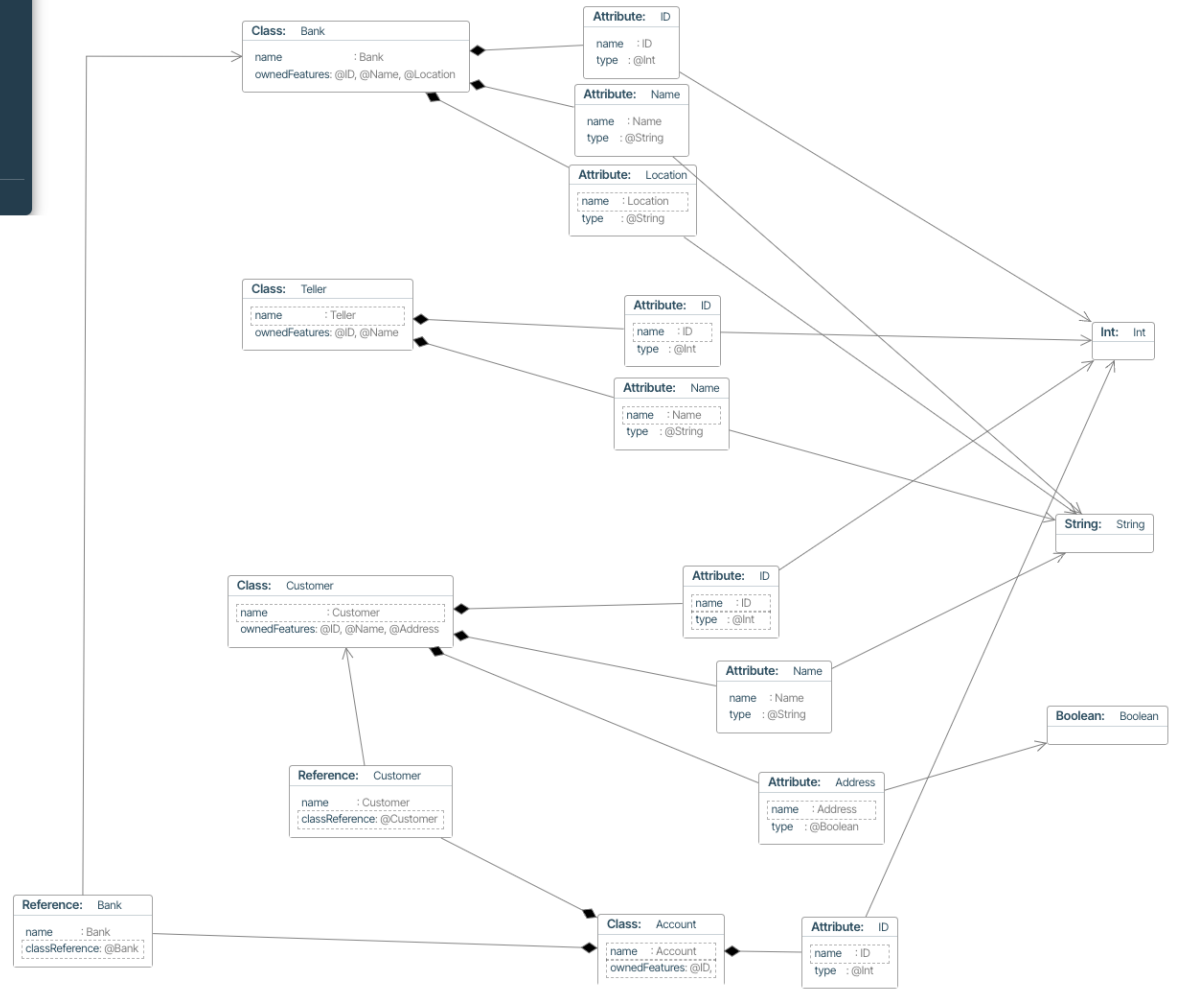 Class: Bank
name : Bank
ownedFeatures: @ID, @Name, @Location
Attribute: ID
name : ID
type : @Int
Attribute: Name
name : Name
type : @String
Attribute: Location
name : Location
type : @String
Class: Teller
name : Teller
ownedFeatures: @ID, @Name
Attribute: ID
name : ID
type : @Int
Int: Int
Attribute: Name
name : Name
type : @String
String: String
Class: Customer
name : Customer
ownedFeatures: @ID, @Name, @Address
Attribute: ID
name : ID
type : @Int
Attribute: Name
name : Name
type : @String
Boolean: Boolean
Reference: Customer
name : Customer
classReference: @Customer
Attribute: Address
name : Address
type : @Boolean
Reference: Bank
name : Bank
classReference: @Bank
Class: Account
name : Account
ownedFeatures: @ID,
Attribute: ID
name : ID
type : @Int